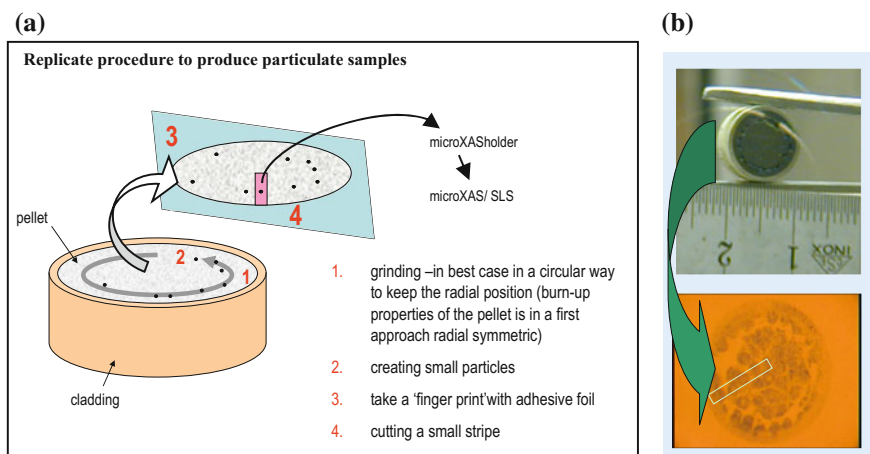 (a)
(b)
Replicate procedure to produce particulate samples
3
microXASholder
microXAS/ SLS
4
pellet
2
1
cladding
1. grinding –in best case in a circular way
to keep the radial position (burn-up
properties of the pellet is in a first
approach radial symmetric)
2. creating small particles
3. take a 'finger print'with adhesive foil
4. cutting a small stripe
2
1
INOX